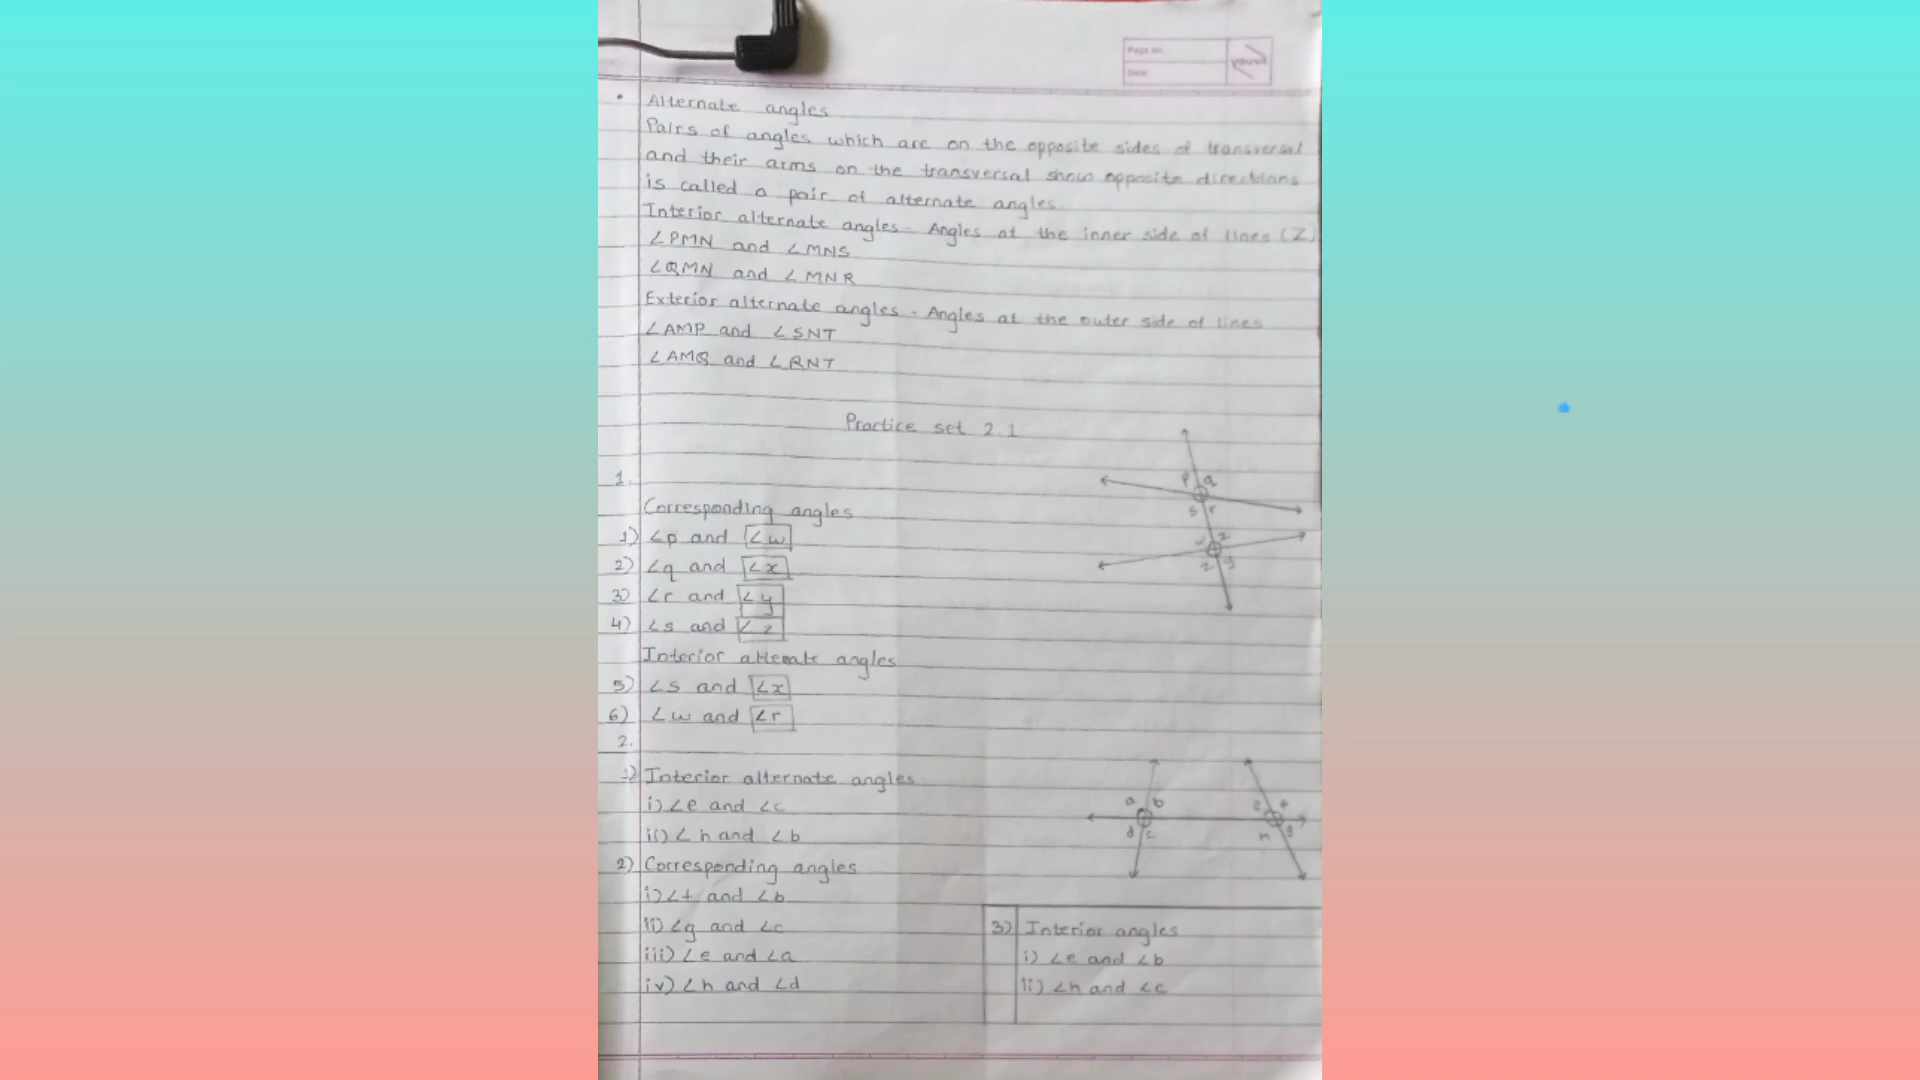 Page No.
Date
YOUVA
• Alternate angles
Pairs of angles which are on the opposite sides of transversal
and their arms on the transversal show opposite directions
is called a pair of alternate angles.
Interior alternate angles - Angles at the inner side of lines (Z)
∠PMN and ∠MNS
∠QMN and ∠MNR
Exterior alternate angles - Angles at the outer side of lines
∠AMP and ∠SNT
∠AMQ and ∠RNT
Practice set 2.1
1.
p q
s r
w x
z y
Corresponding angles
1) ∠p and ∠w
2) ∠q and ∠x
3) ∠r and ∠y
4) ∠s and ∠z
Interior alternate angles
5) ∠s and ∠x
6) ∠w and ∠r
2.
a b
d c
e f
h g
1) Interior alternate angles
i) ∠e and ∠c
ii) ∠h and ∠b
2) Corresponding angles
i) ∠f and ∠b
ii) ∠g and ∠c
iii) ∠e and ∠a
iv) ∠h and ∠d
3) Interior angles
i) ∠e and ∠b
ii) ∠h and ∠c